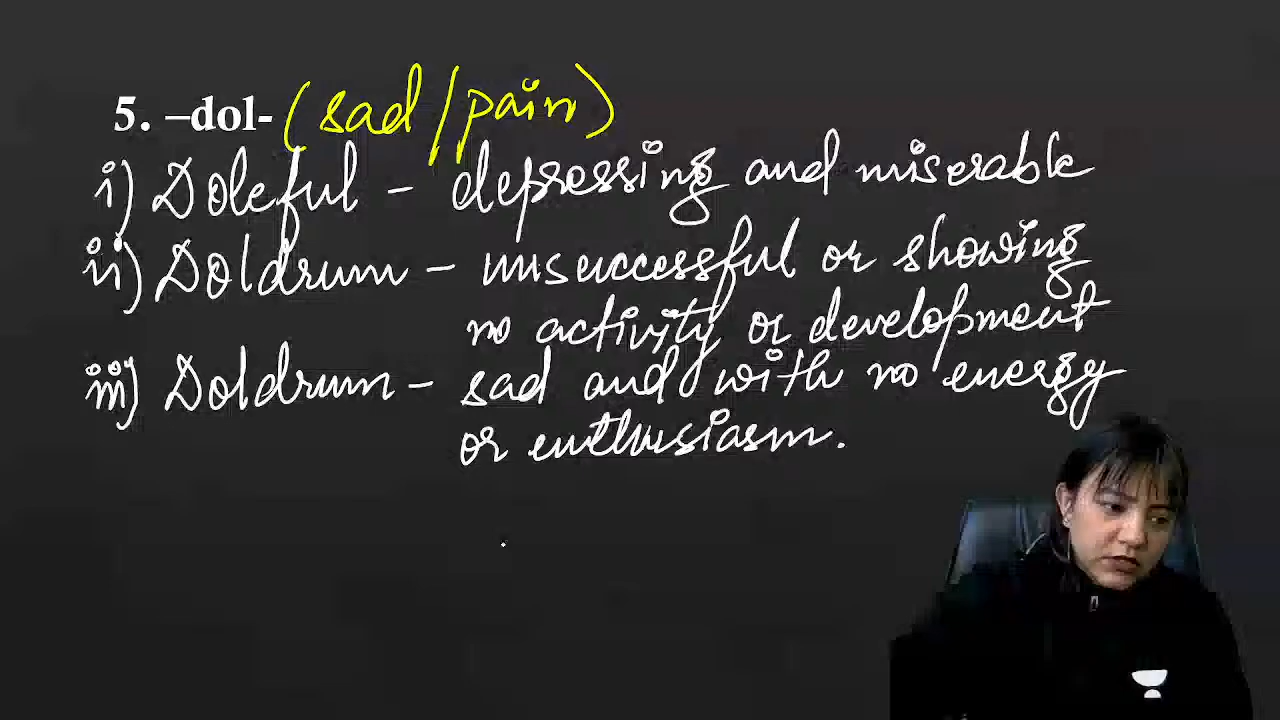 5. –dol- (sad/pain)
i) Doleful - depressing and miserable
ii) Doldrum - unsuccessful or showing
no activity or development
iii) Doldrum - sad and with no energy
or enthusiasm.